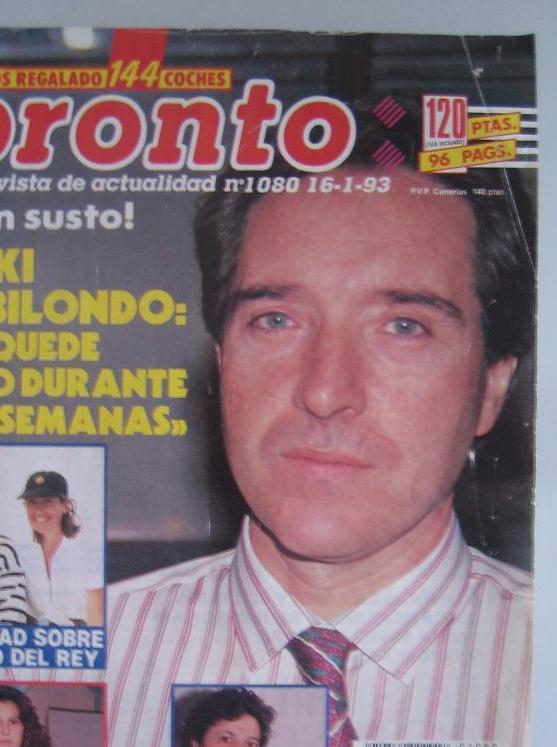 OS REGALADO 144 COCHES
pronto
vista de actualidad nº1080 16-1-93
120 PTAS.
(IVA incluido)
96 PAGS.
P.V.P. Canarias 140 ptas
n susto!
KI
BILONDO:
QUEDE
O DURANTE
SEMANAS»
AD SOBRE
O DEL REY